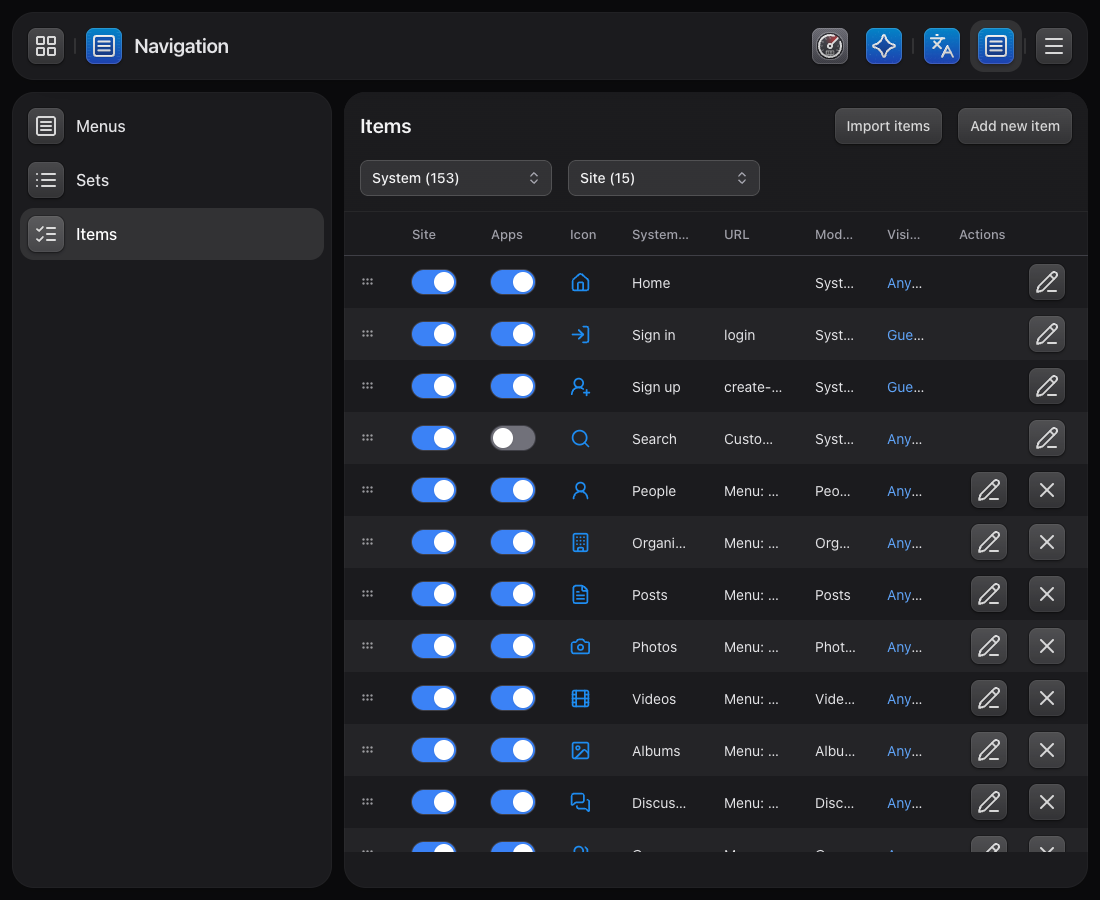 Navigation
Menus
Sets
Items
Items
Import items
Add new item
System (153)
Site (15)
Site Apps Icon System... URL Mod... Visi... Actions
Home Syst... Any...
Sign in login Syst... Gue...
Sign up create-... Syst... Gue...
Search Custo... Syst... Any...
People Menu: ... Peo... Any...
Organi... Menu: ... Org... Any...
Posts Menu: ... Posts Any...
Photos Menu: ... Phot... Any...
Videos Menu: ... Vide... Any...
Albums Menu: ... Albu... Any...
Discus... Menu: ... Disc... Any...